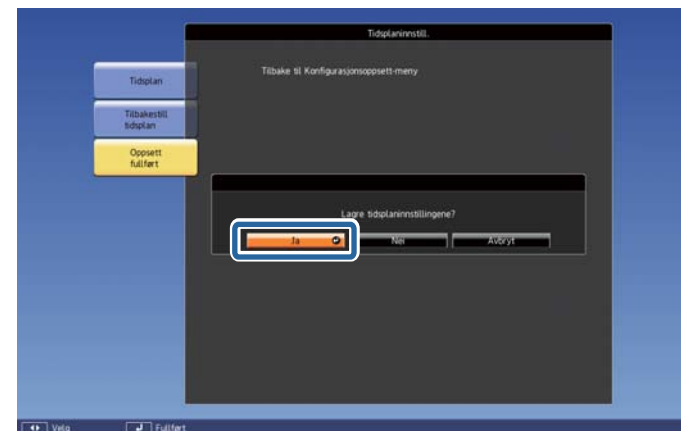 Tidsplaninnstill.
Tilbake til Konfigurasjonsoppsett-meny
Tidsplan
Tilbakestill
tidsplan
Oppsett
fullført
Lagre tidsplaninnstillingene?
Ja Nei Avbryt
Velg Fullført